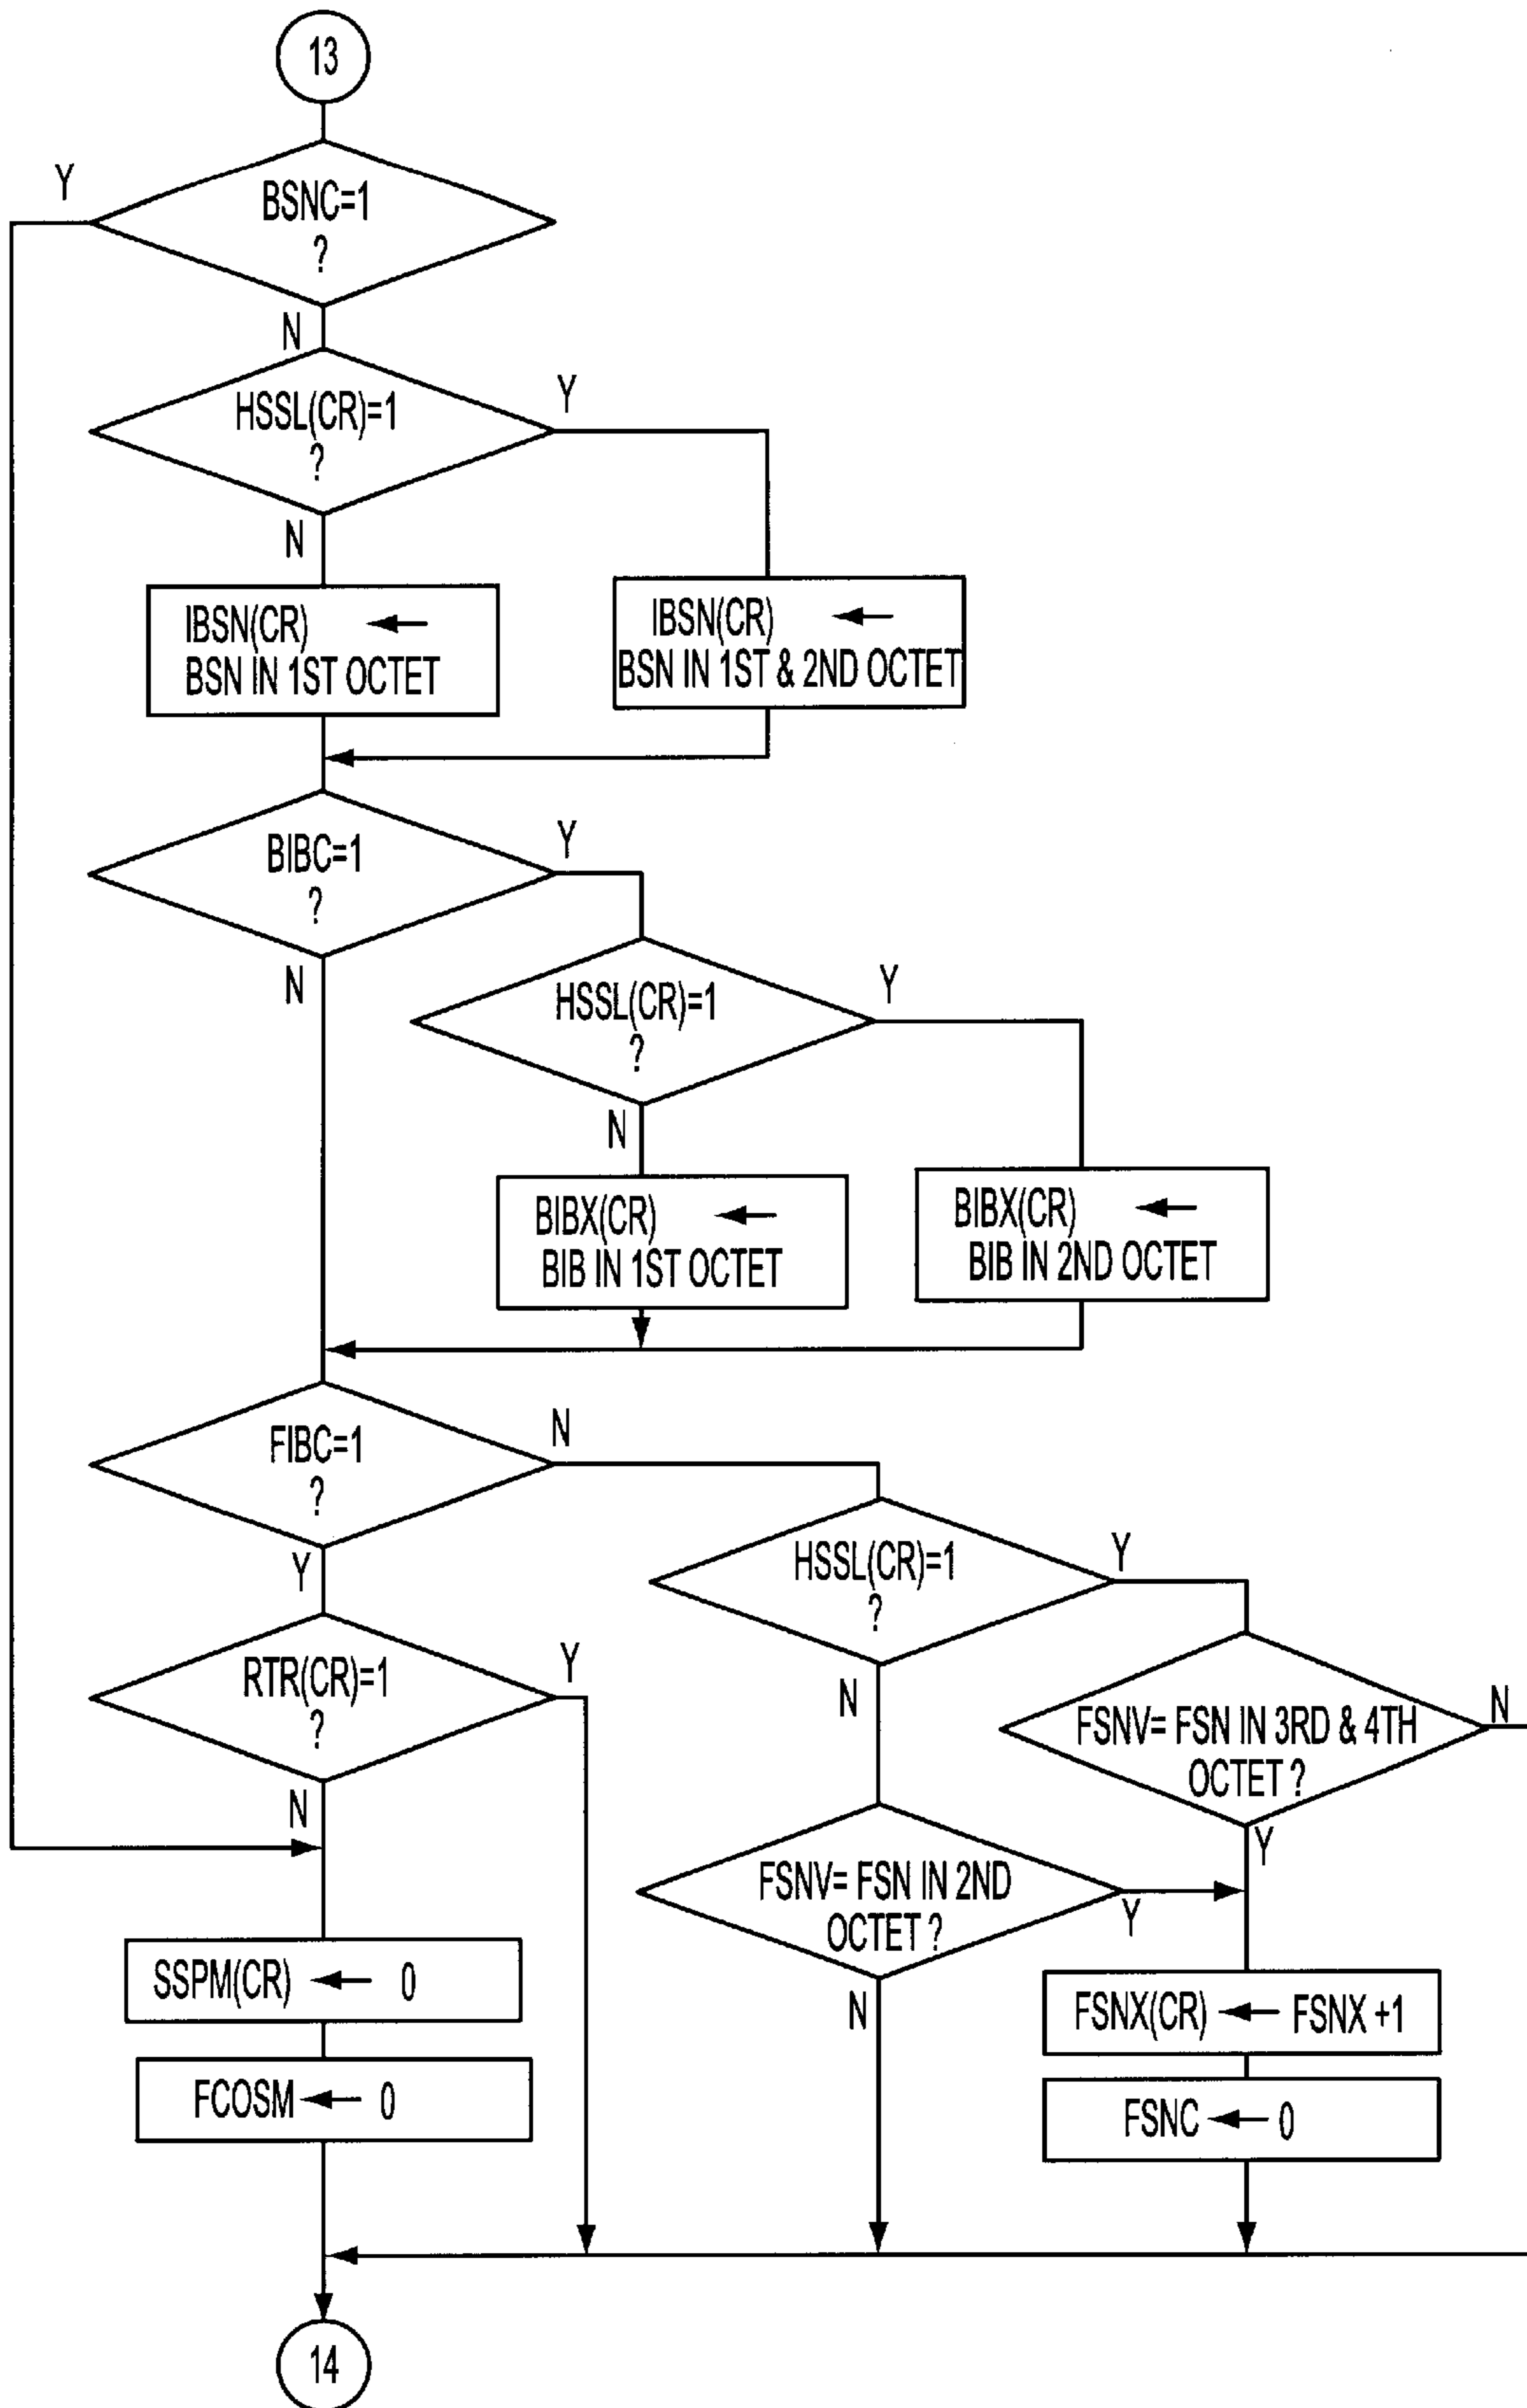 13
Y
BSNC=1
?
N
HSSL(CR)=1
?
Y
N
IBSN(CR) ←
BSN IN 1ST OCTET
IBSN(CR) ←
BSN IN 1ST & 2ND OCTET
BIBC=1
?
Y
N
HSSL(CR)=1
?
Y
N
BIBX(CR) ←
BIB IN 1ST OCTET
BIBX(CR) ←
BIB IN 2ND OCTET
FIBC=1
?
N
Y
HSSL(CR)=1
?
Y
N
RTR(CR)=1
?
Y
N
FSNV= FSN IN 3RD & 4TH
OCTET ?
N
Y
FSNV= FSN IN 2ND
OCTET ?
Y
N
SSPM(CR) ← 0
FCOSM ← 0
FSNX(CR) ← FSNX +1
FSNC ← 0
14